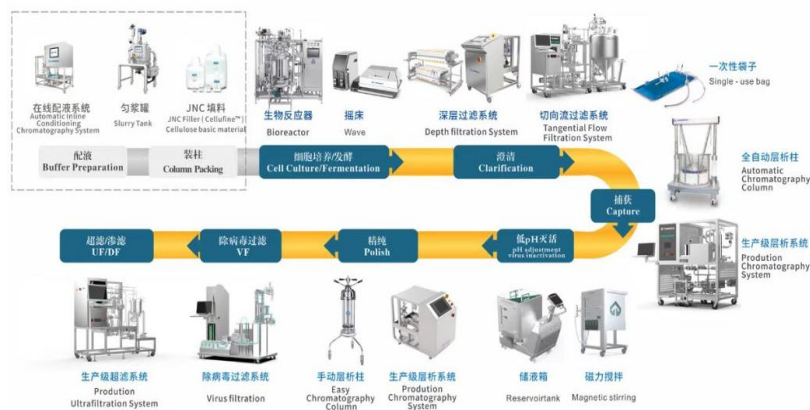 在线配液系统
Automatic Inline
Conditioning
Chromatography System
匀浆罐
Slurry Tank
JNC 填料
JNC Filler ( Cellufine™ )
Cellulose basic material
生物反应器
Bioreactor
摇床
Wave
深层过滤系统
Depth filtration System
切向流过滤系统
Tangential Flow
Filtration System
一次性袋子
Single - use bag
配液
Buffer Preparation
装柱
Column Packing
细胞培养/发酵
Cell Culture/Fermentation
澄清
Clarification
全自动层析柱
Automatic
Chromatography
Column
捕获
Capture
超滤/渗滤
UF/DF
除病毒过滤
VF
精纯
Polish
低pH灭活
pH adjustment
virus inactivation
生产级层析系统
Prodution
Chromatography
System
生产级超滤系统
Prodution
Ultrafiltration System
除病毒过滤系统
Virus filtration
手动层析柱
Easy
Chromatography
Column
生产级层析系统
Prodution
Chromatography
System
储液箱
Reservoirtank
磁力搅拌
Magnetic stirring